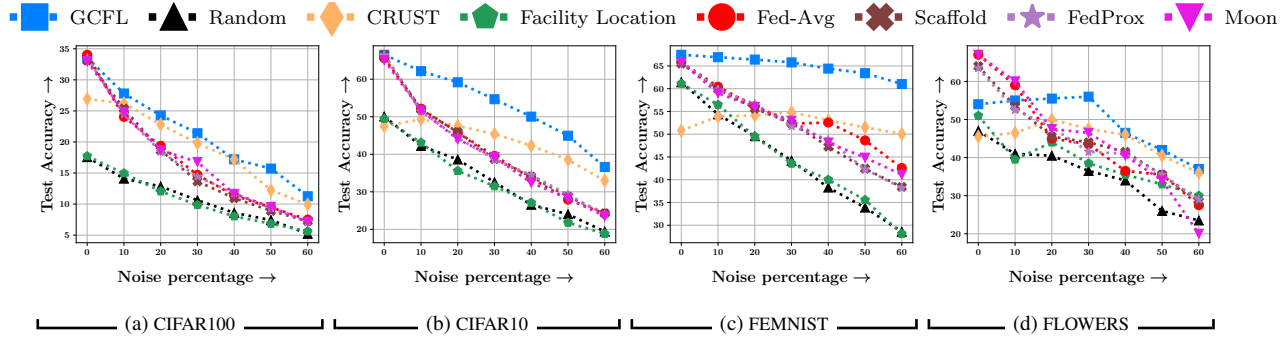 GCFL Random CRUST Facility Location Fed-Avg Scaffold FedProx Moon
35
30
25
20
15
10
5
0 10 20 30 40 50 60
Test Accuracy →
Noise percentage →
60
50
40
30
20
0 10 20 30 40 50 60
Test Accuracy →
Noise percentage →
65
60
55
50
45
40
35
30
0 10 20 30 40 50 60
Test Accuracy →
Noise percentage →
60
50
40
30
20
0 10 20 30 40 50 60
Test Accuracy →
Noise percentage →
(a) CIFAR100 (b) CIFAR10 (c) FEMNIST (d) FLOWERS